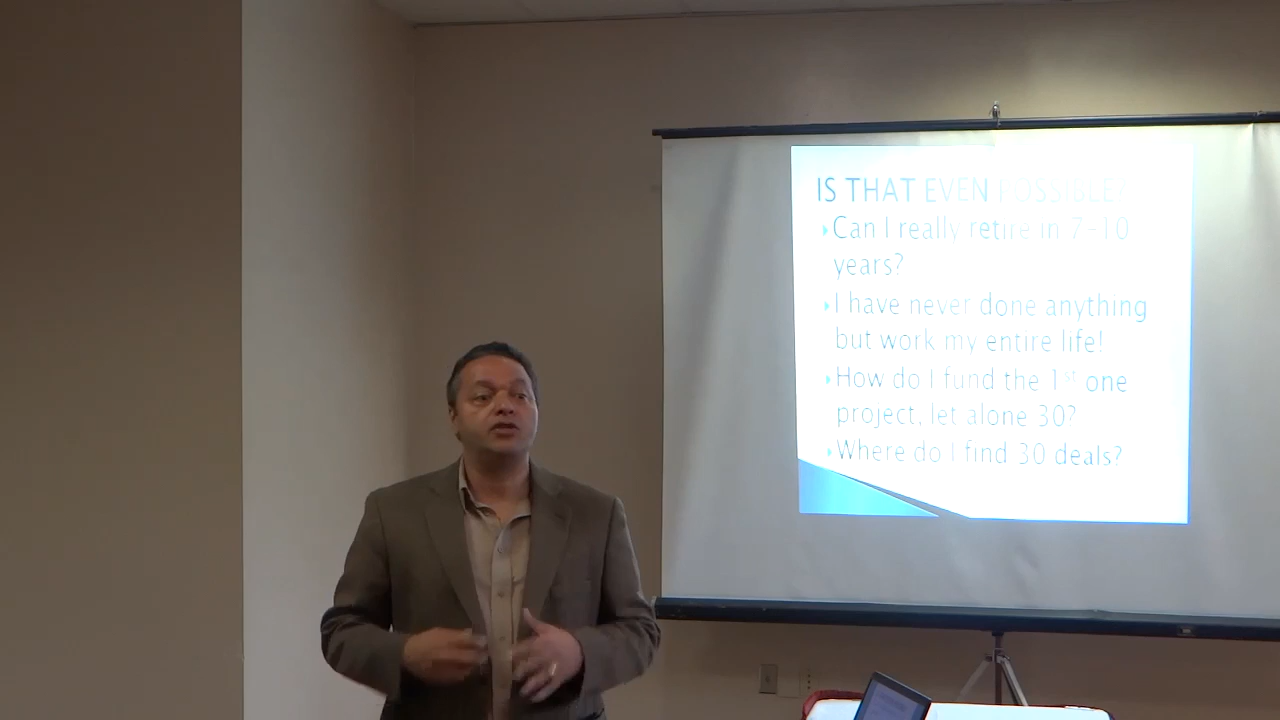 IS THAT EVEN POSSIBLE?
Can I really retire in 7-10
years?
I have never done anything
but work my entire life!
How do I fund the 1st one
project, let alone 30?
Where do I find 30 deals?